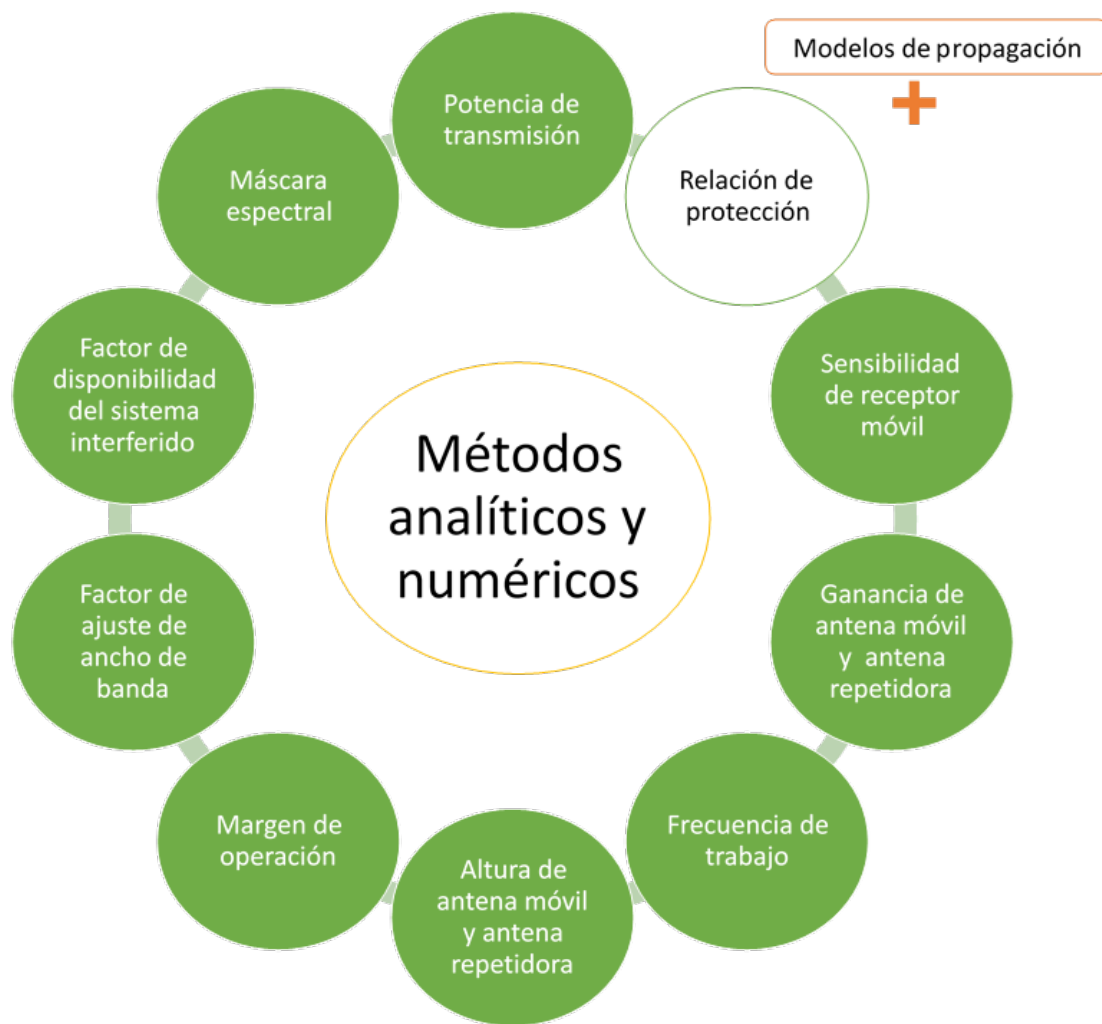 Modelos de propagación
Potencia de
transmisión
Relación de
protección
Sensibilidad
de receptor
móvil
Ganancia de
antena móvil
y antena
repetidora
Frecuencia de
trabajo
Altura de
antena móvil
y antena
repetidora
Margen de
operación
Factor de
ajuste de
ancho de
banda
Factor de
disponibilidad
del sistema
interferido
Máscara
espectral
Métodos
analíticos y
numéricos